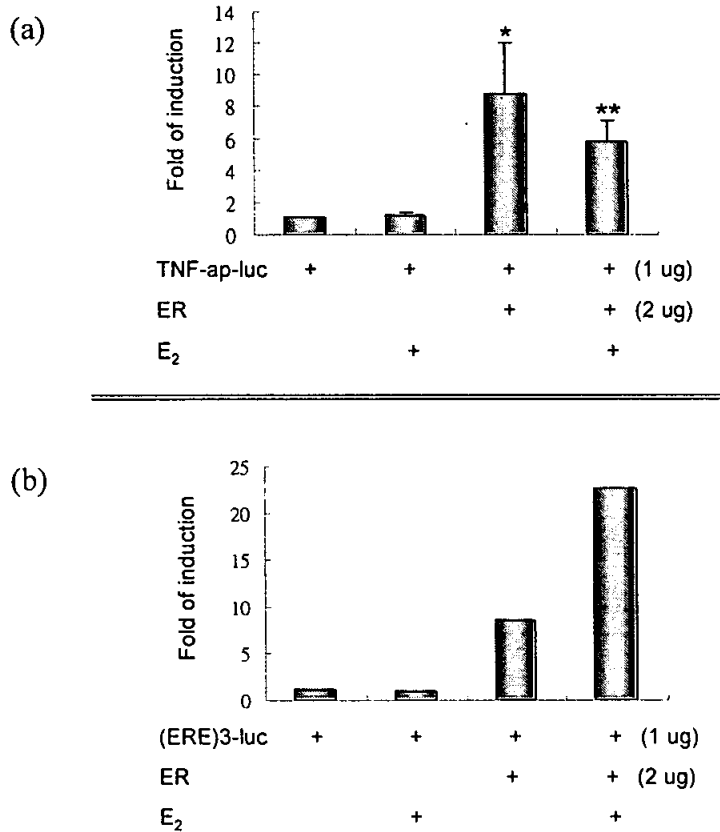 (a)
Fold of induction
14
12
10
8
6
4
2
0
*
**
TNF-ap-luc + + + + (1 ug)
ER + + (2 ug)
E2 + +
(b)
Fold of induction
25
20
15
10
5
0
(ERE)3-luc + + + + (1 ug)
ER + + (2 ug)
E2 + +